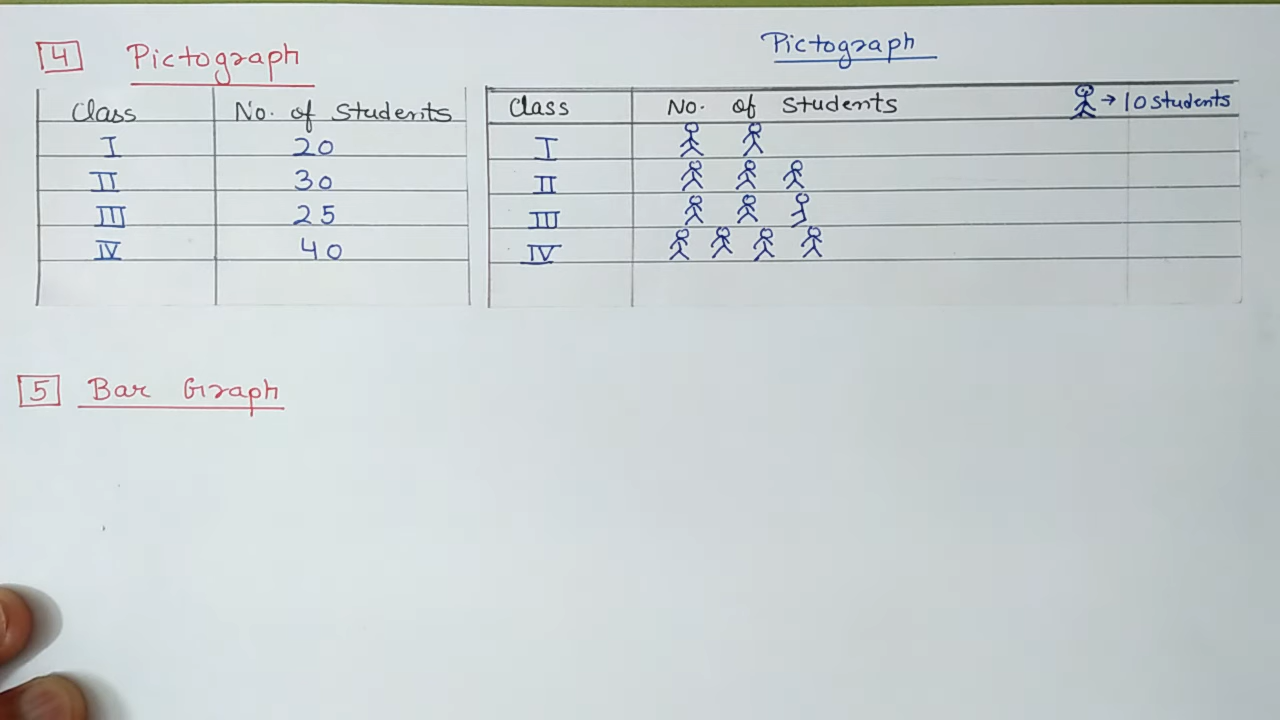 4 Pictograph
Class No. of Students
I 20
II 30
III 25
IV 40
Pictograph
Class No. of Students → 10 students
I
II
III
IV
5 Bar Graph